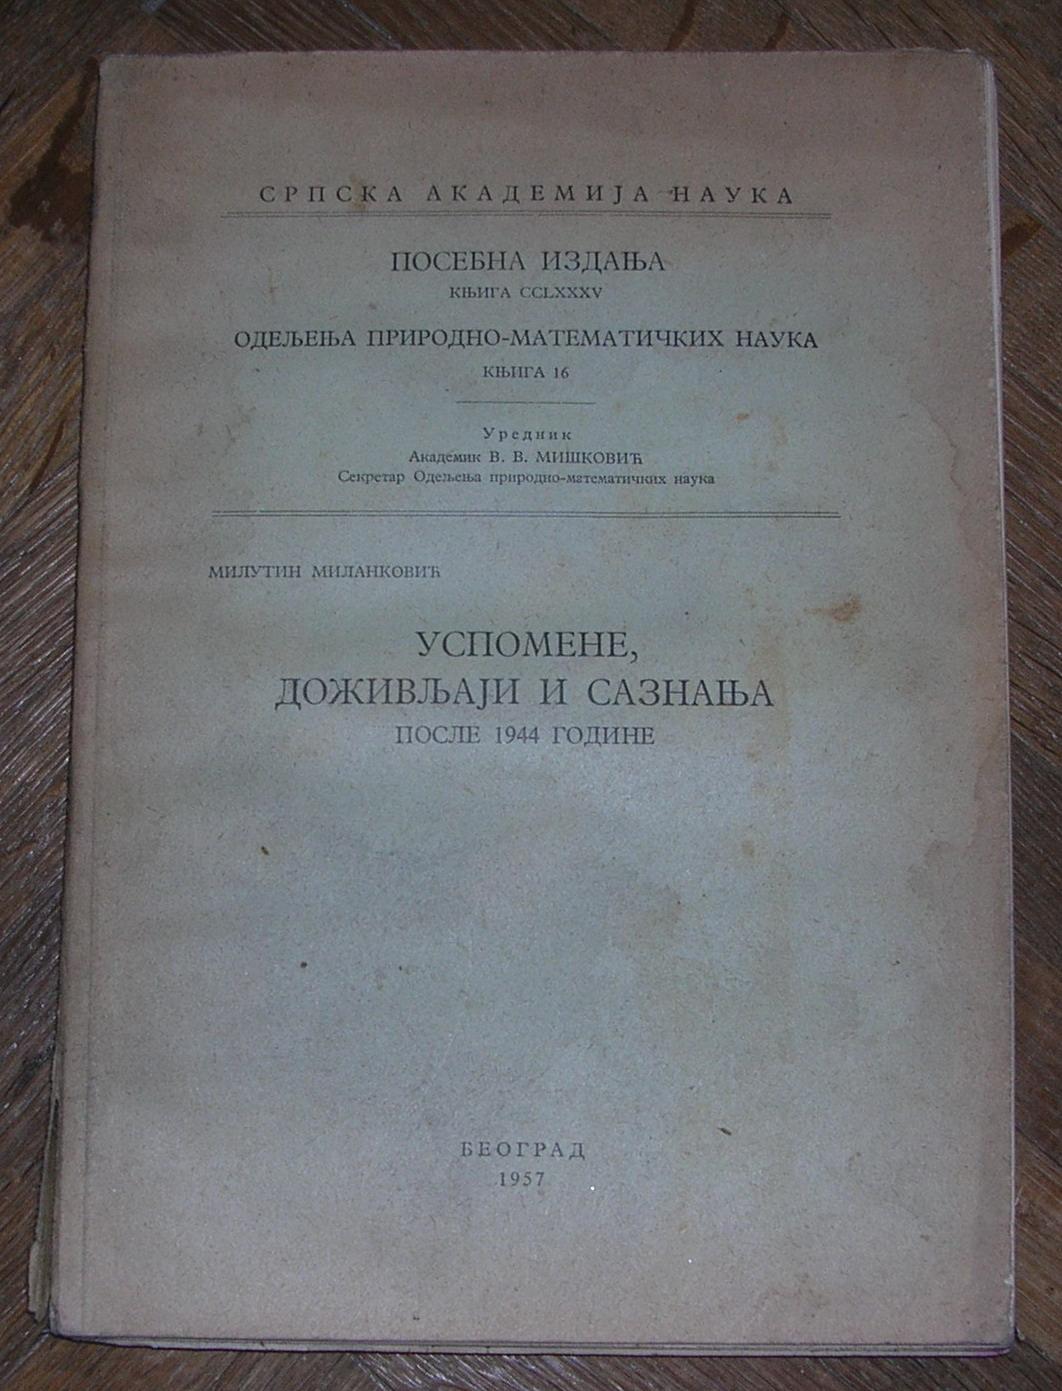 СРПСКА АКАДЕМИЈА НАУКА
ПОСЕБНА ИЗДАЊА
КЊИГА CCLXXXV
ОДЕЉЕЊА ПРИРОДНО-МАТЕМАТИЧКИХ НАУКА
КЊИГА 16
Уредник
Академик В. В. МИШКОВИЋ
Секретар Одељења природно-математичких наука
МИЛУТИН МИЛАНКОВИЋ
УСПОМЕНЕ,
ДОЖИВЉАЈИ И САЗНАЊА
ПОСЛЕ 1944 ГОДИНЕ
БЕОГРАД
1957